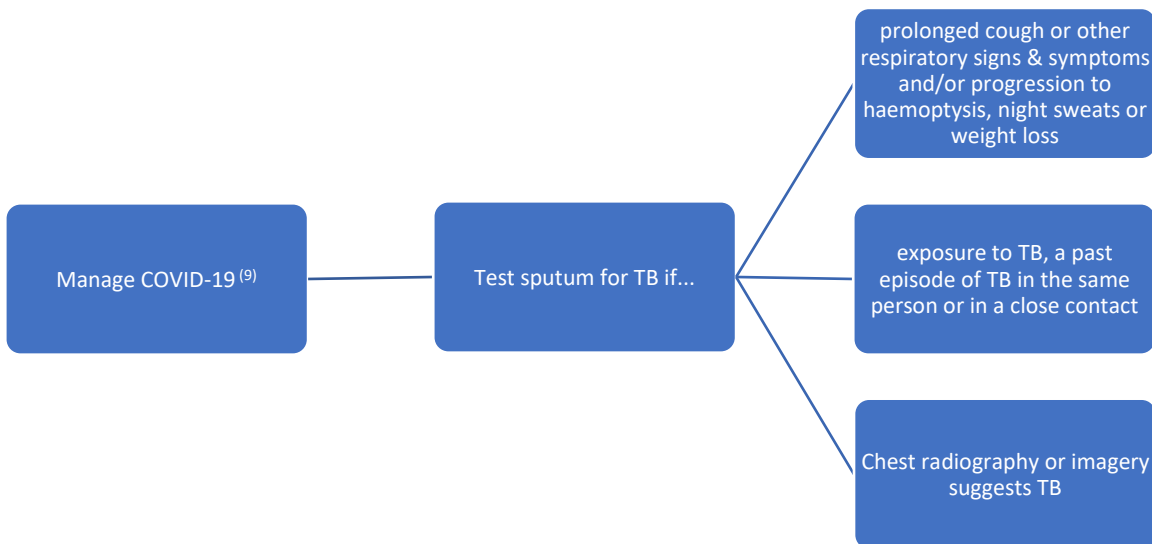 Manage COVID-19 (9)
Test sputum for TB if...
prolonged cough or other
respiratory signs & symptoms
and/or progression to
haemoptysis, night sweats or
weight loss
exposure to TB, a past
episode of TB in the same
person or in a close contact
Chest radiography or imagery
suggests TB